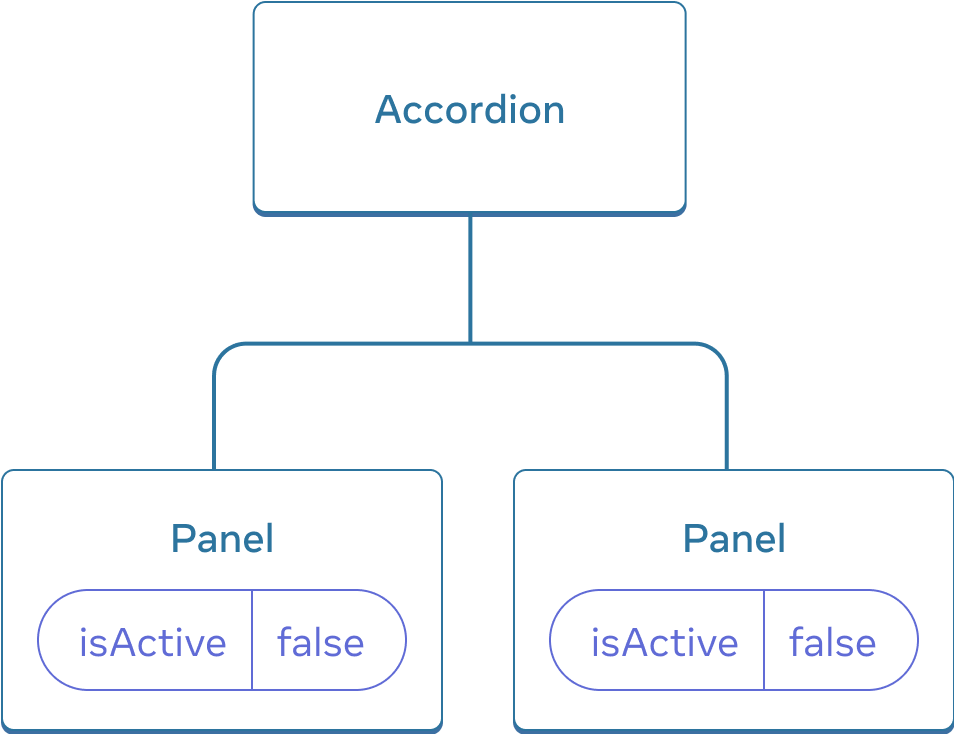 Accordion
Panel
isActive false
Panel
isActive false